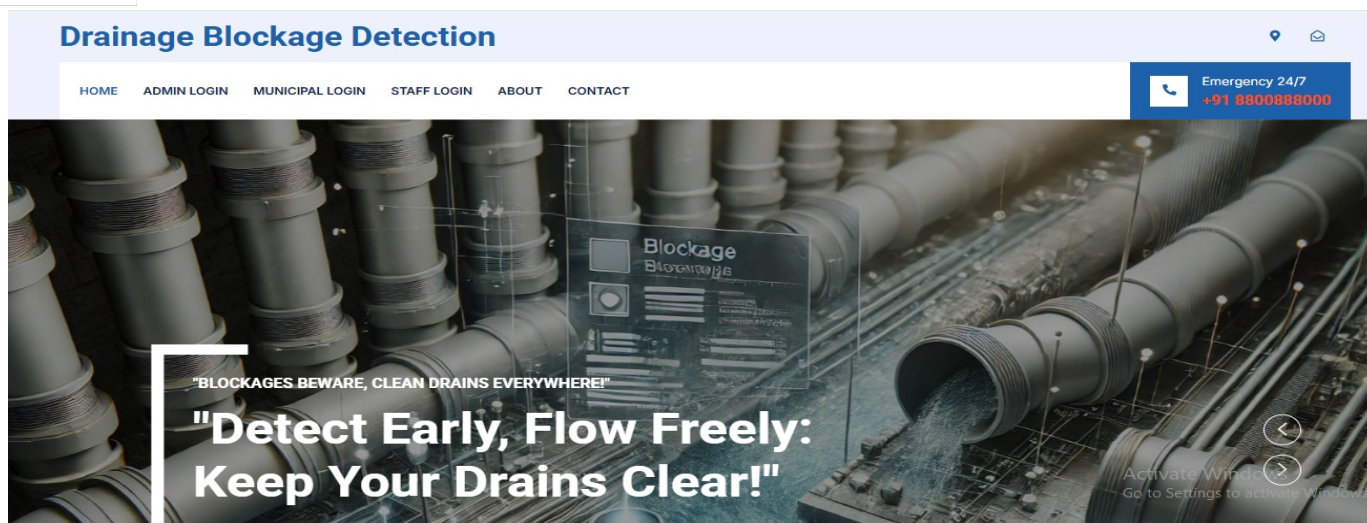 Drainage Blockage Detection
HOME ADMIN LOGIN MUNICIPAL LOGIN STAFF LOGIN ABOUT CONTACT
Emergency 24/7
+91 8800888000
Blockage
"BLOCKAGES BEWARE, CLEAN DRAINS EVERYWHERE!"
"Detect Early, Flow Freely:
Keep Your Drains Clear!"
Activate Windows
Go to Settings to activate Windows